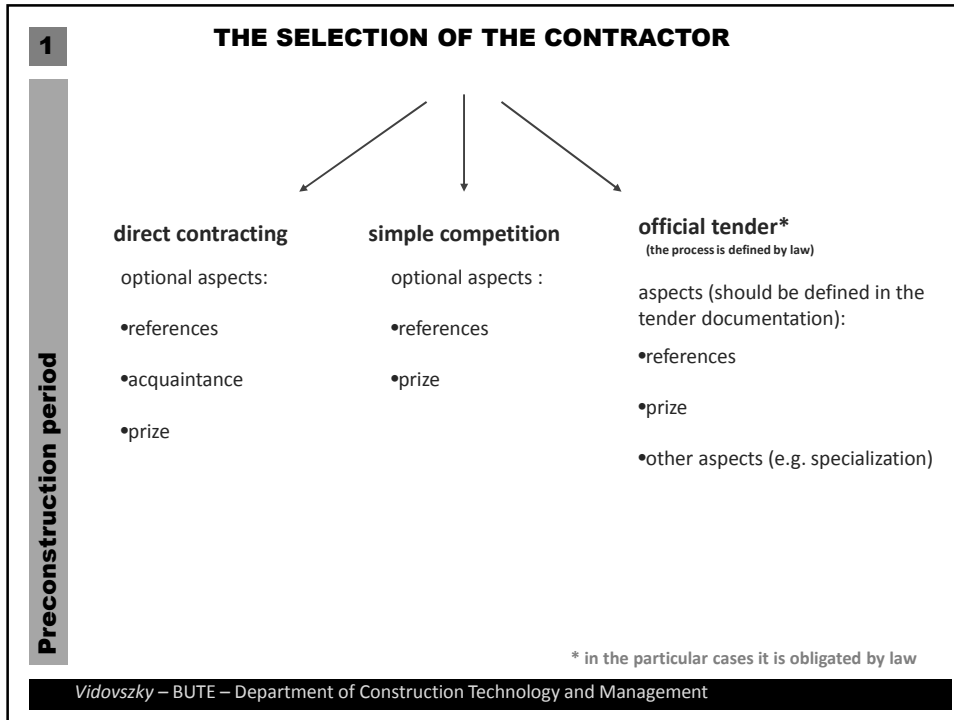 1
THE SELECTION OF THE CONTRACTOR
Preconstruction period
direct contracting
optional aspects:
•references
•acquaintance
•prize
simple competition
optional aspects :
•references
•prize
official tender*
(the process is defined by law)
aspects (should be defined in the
tender documentation):
•references
•prize
•other aspects (e.g. specialization)
* in the particular cases it is obligated by law
Vidovszky – BUTE – Department of Construction Technology and Management